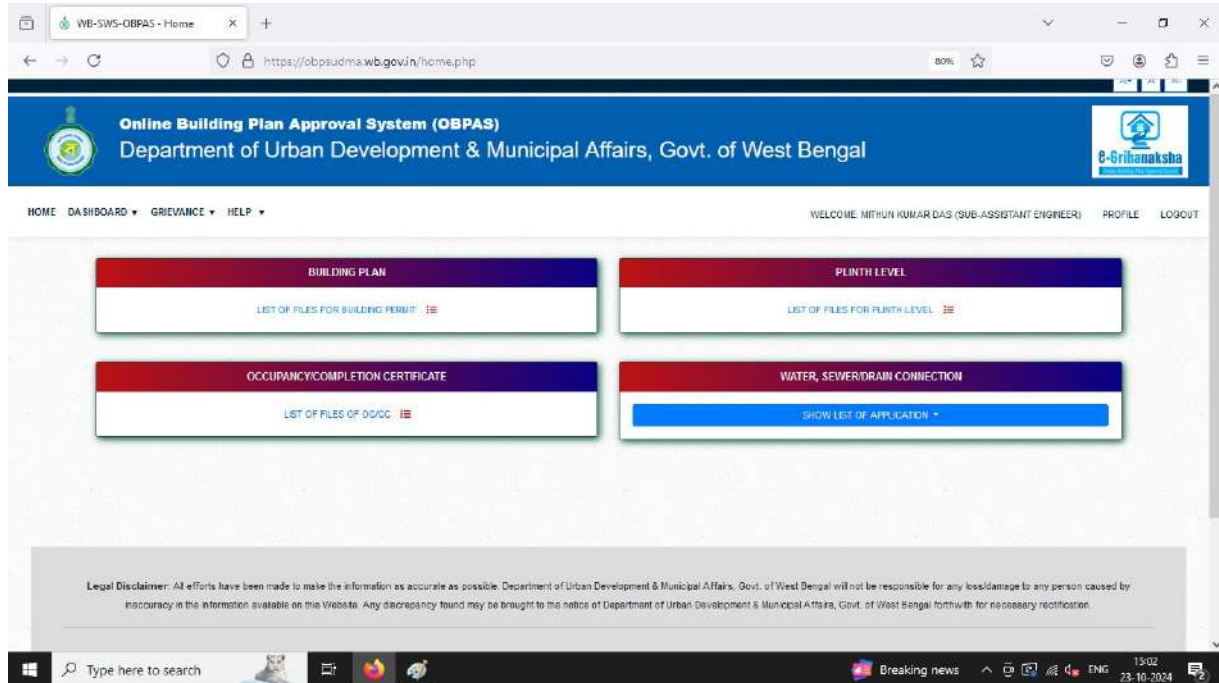 WB-SWS-OBPAS - Home
https://obpsudma.wb.gov.in/home.php
80%
Online Building Plan Approval System (OBPAS)
Department of Urban Development & Municipal Affairs, Govt. of West Bengal
e-Grihanaksha
HOME DASHBOARD GRIEVANCE HELP
WELCOME: MITHUN KUMAR DAS (SUB-ASSISTANT ENGINEER) PROFILE LOGOUT
BUILDING PLAN
LIST OF FILES FOR BUILDING PERMIT
PLINTH LEVEL
LIST OF FILES FOR PLINTH LEVEL
OCCUPANCY/COMPLETION CERTIFICATE
LIST OF FILES OF OC/CC
WATER, SEWER/DRAIN CONNECTION
SHOW LIST OF APPLICATION
Legal Disclaimer: All efforts have been made to make the information as accurate as possible. Department of Urban Development & Municipal Affairs, Govt. of West Bengal will not be responsible for any loss/damage to any person caused by
inaccuracy in the information available on this Website. Any discrepancy found may be brought to the notice of Department of Urban Development & Municipal Affairs, Govt. of West Bengal forthwith for necessary rectification.
Type here to search
Breaking news
ENG
15:02
23-10-2024